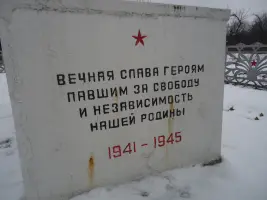 ВЕЧНАЯ СЛАВА ГЕРОЯМ
ПАВШИМ ЗА СВОБОДУ
И НЕЗАВИСИМОСТЬ
НАШЕЙ РОДИНЫ
1941 - 1945